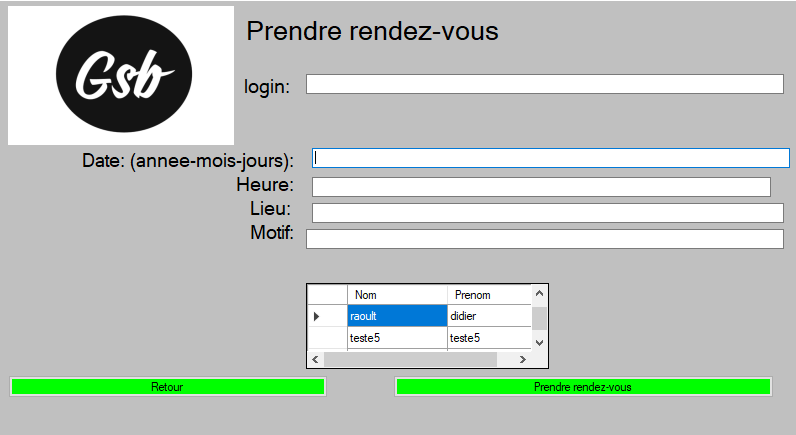 Gsb
Prendre rendez-vous
login:
Date: (annee-mois-jours):
Heure:
Lieu:
Motif:
Nom Prenom
raoult didier
teste5 teste5
Retour Prendre rendez-vous